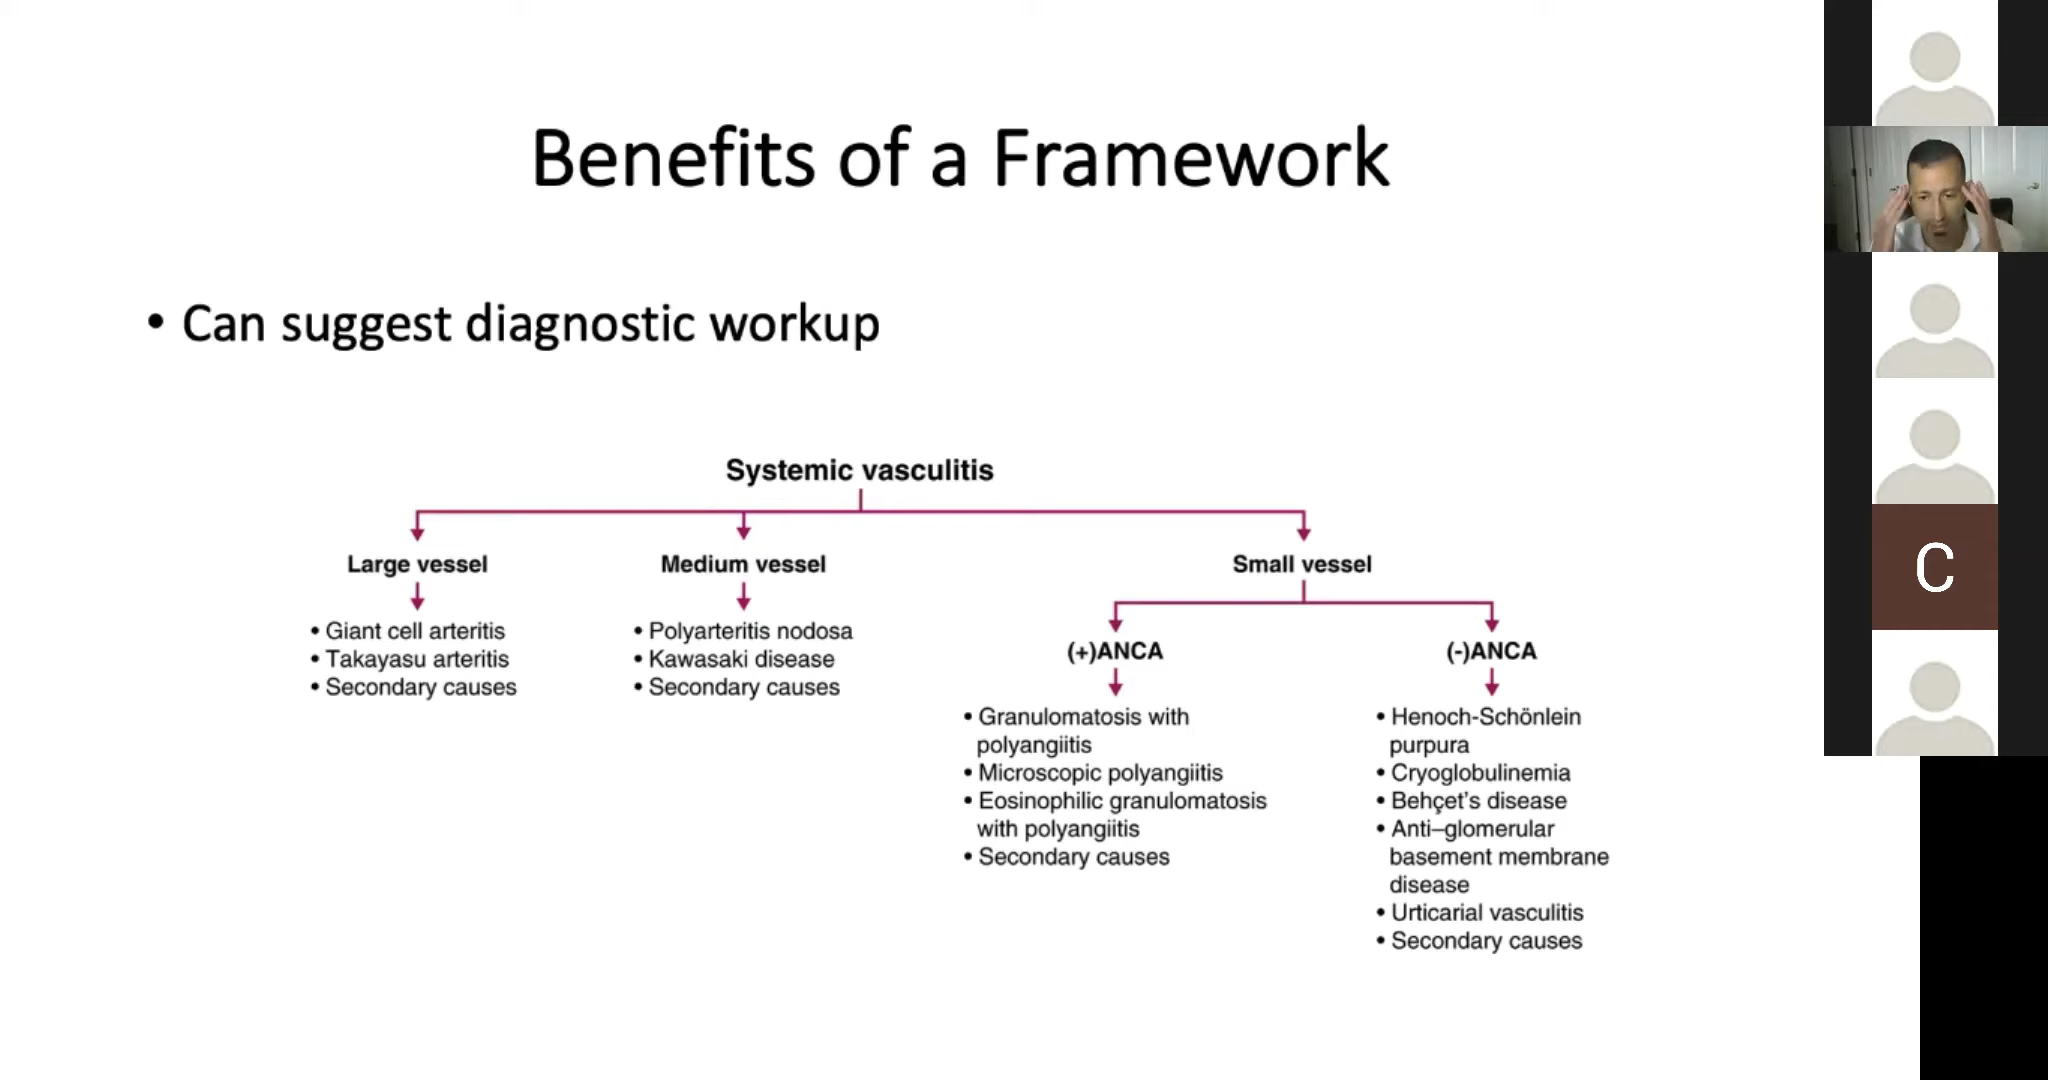 Benefits of a Framework
• Can suggest diagnostic workup
Systemic vasculitis
Large vessel
• Giant cell arteritis
• Takayasu arteritis
• Secondary causes
Medium vessel
• Polyarteritis nodosa
• Kawasaki disease
• Secondary causes
Small vessel
(+)ANCA
• Granulomatosis with
polyangiitis
• Microscopic polyangiitis
• Eosinophilic granulomatosis
with polyangiitis
• Secondary causes
(-)ANCA
• Henoch-Schönlein
purpura
• Cryoglobulinemia
• Behçet's disease
• Anti–glomerular
basement membrane
disease
• Urticarial vasculitis
• Secondary causes
C